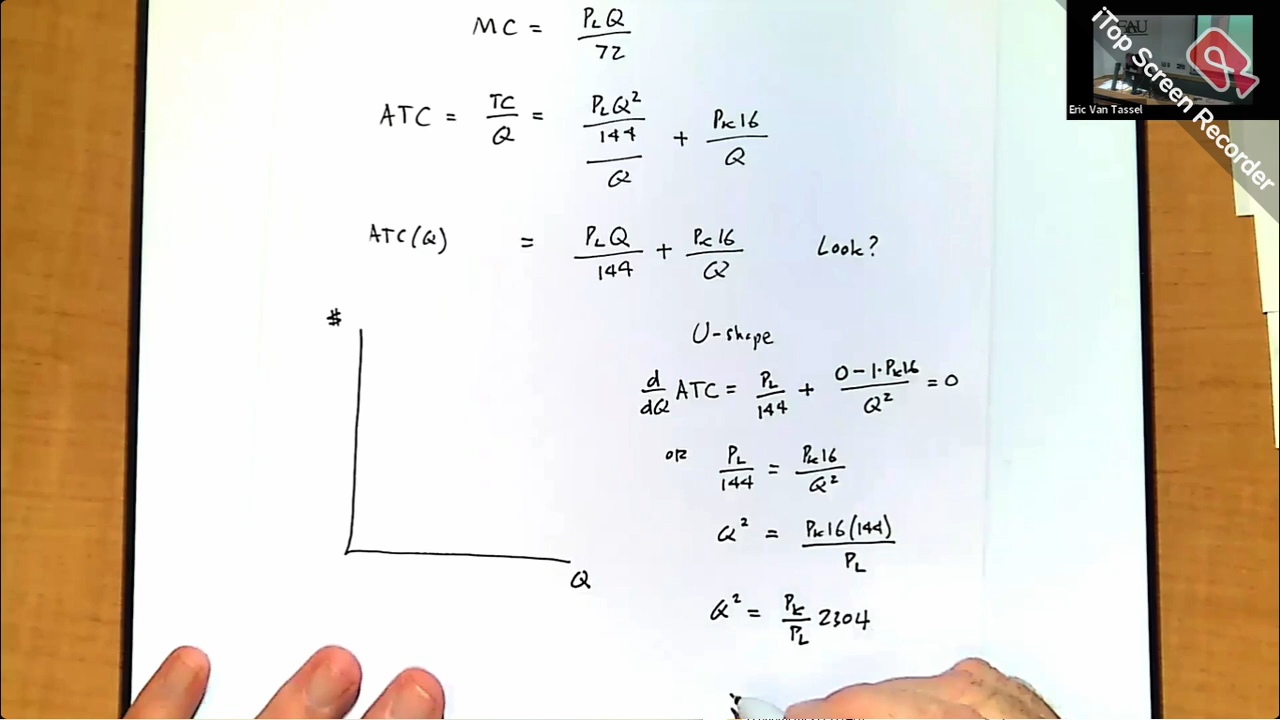 MC = PLQ/72
ATC = TC/Q = (PLQ²/144)/Q + PK16/Q
ATC(Q) = PLQ/144 + PK16/Q Look?
$
U-shape
d/dQ ATC = PL/144 + (0-1·PK16)/Q² = 0
or PL/144 = PK16/Q²
Q² = PK16(144)/PL
Q
Q² = PK/PL 2304
Eric Van Tassel
FAU
iTop Screen Recorder